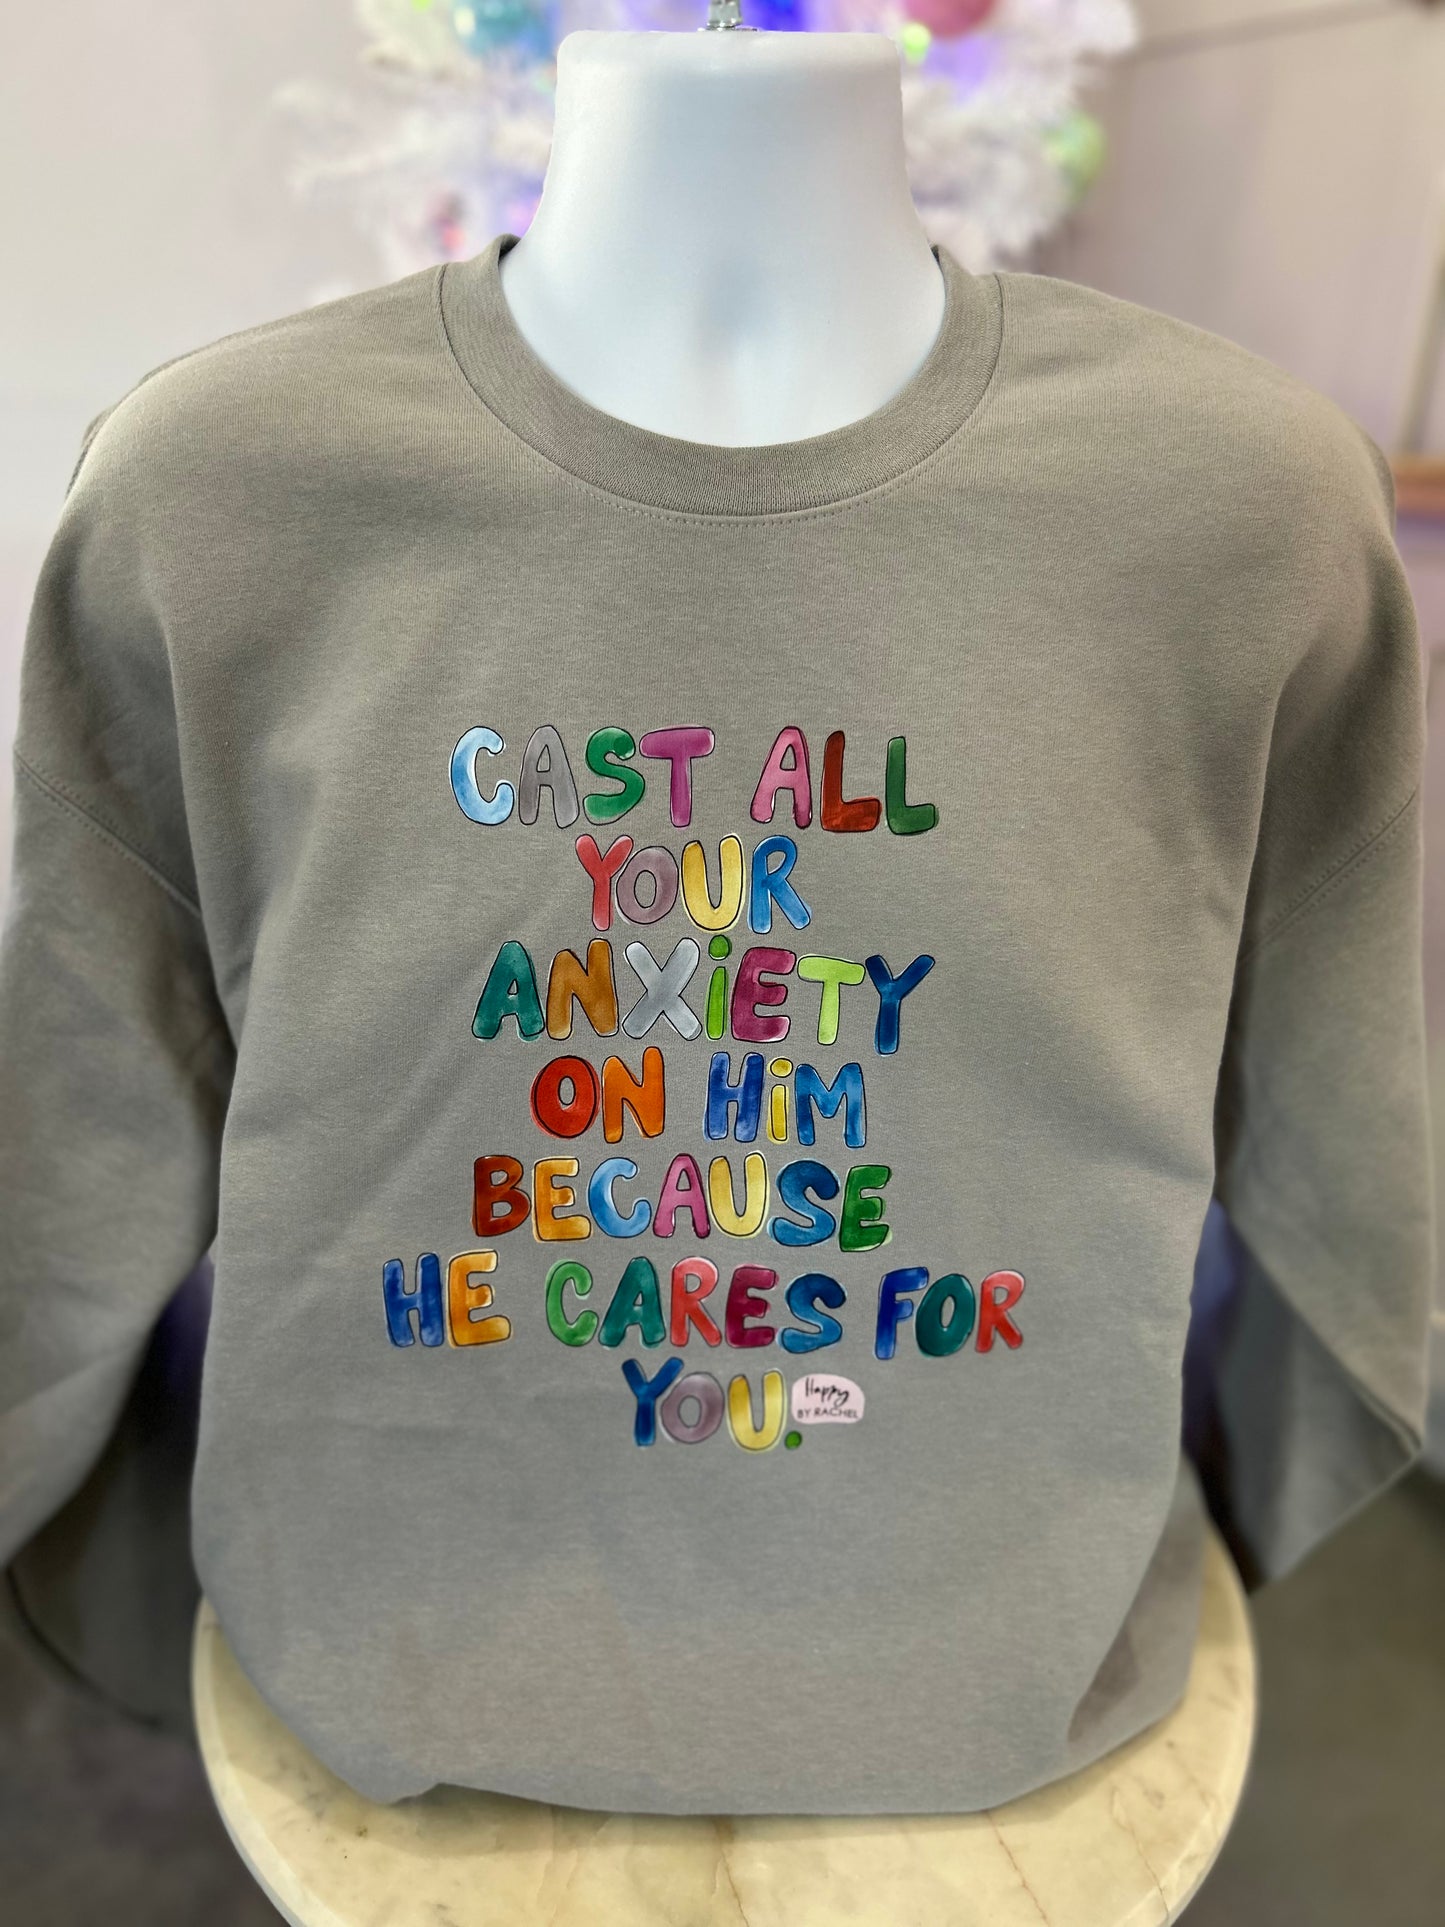 CAST ALL
YOUR
ANXiETY
ON HiM
BECAUSE
HE CARES FOR
YOU.
Happy
BY RACHEL